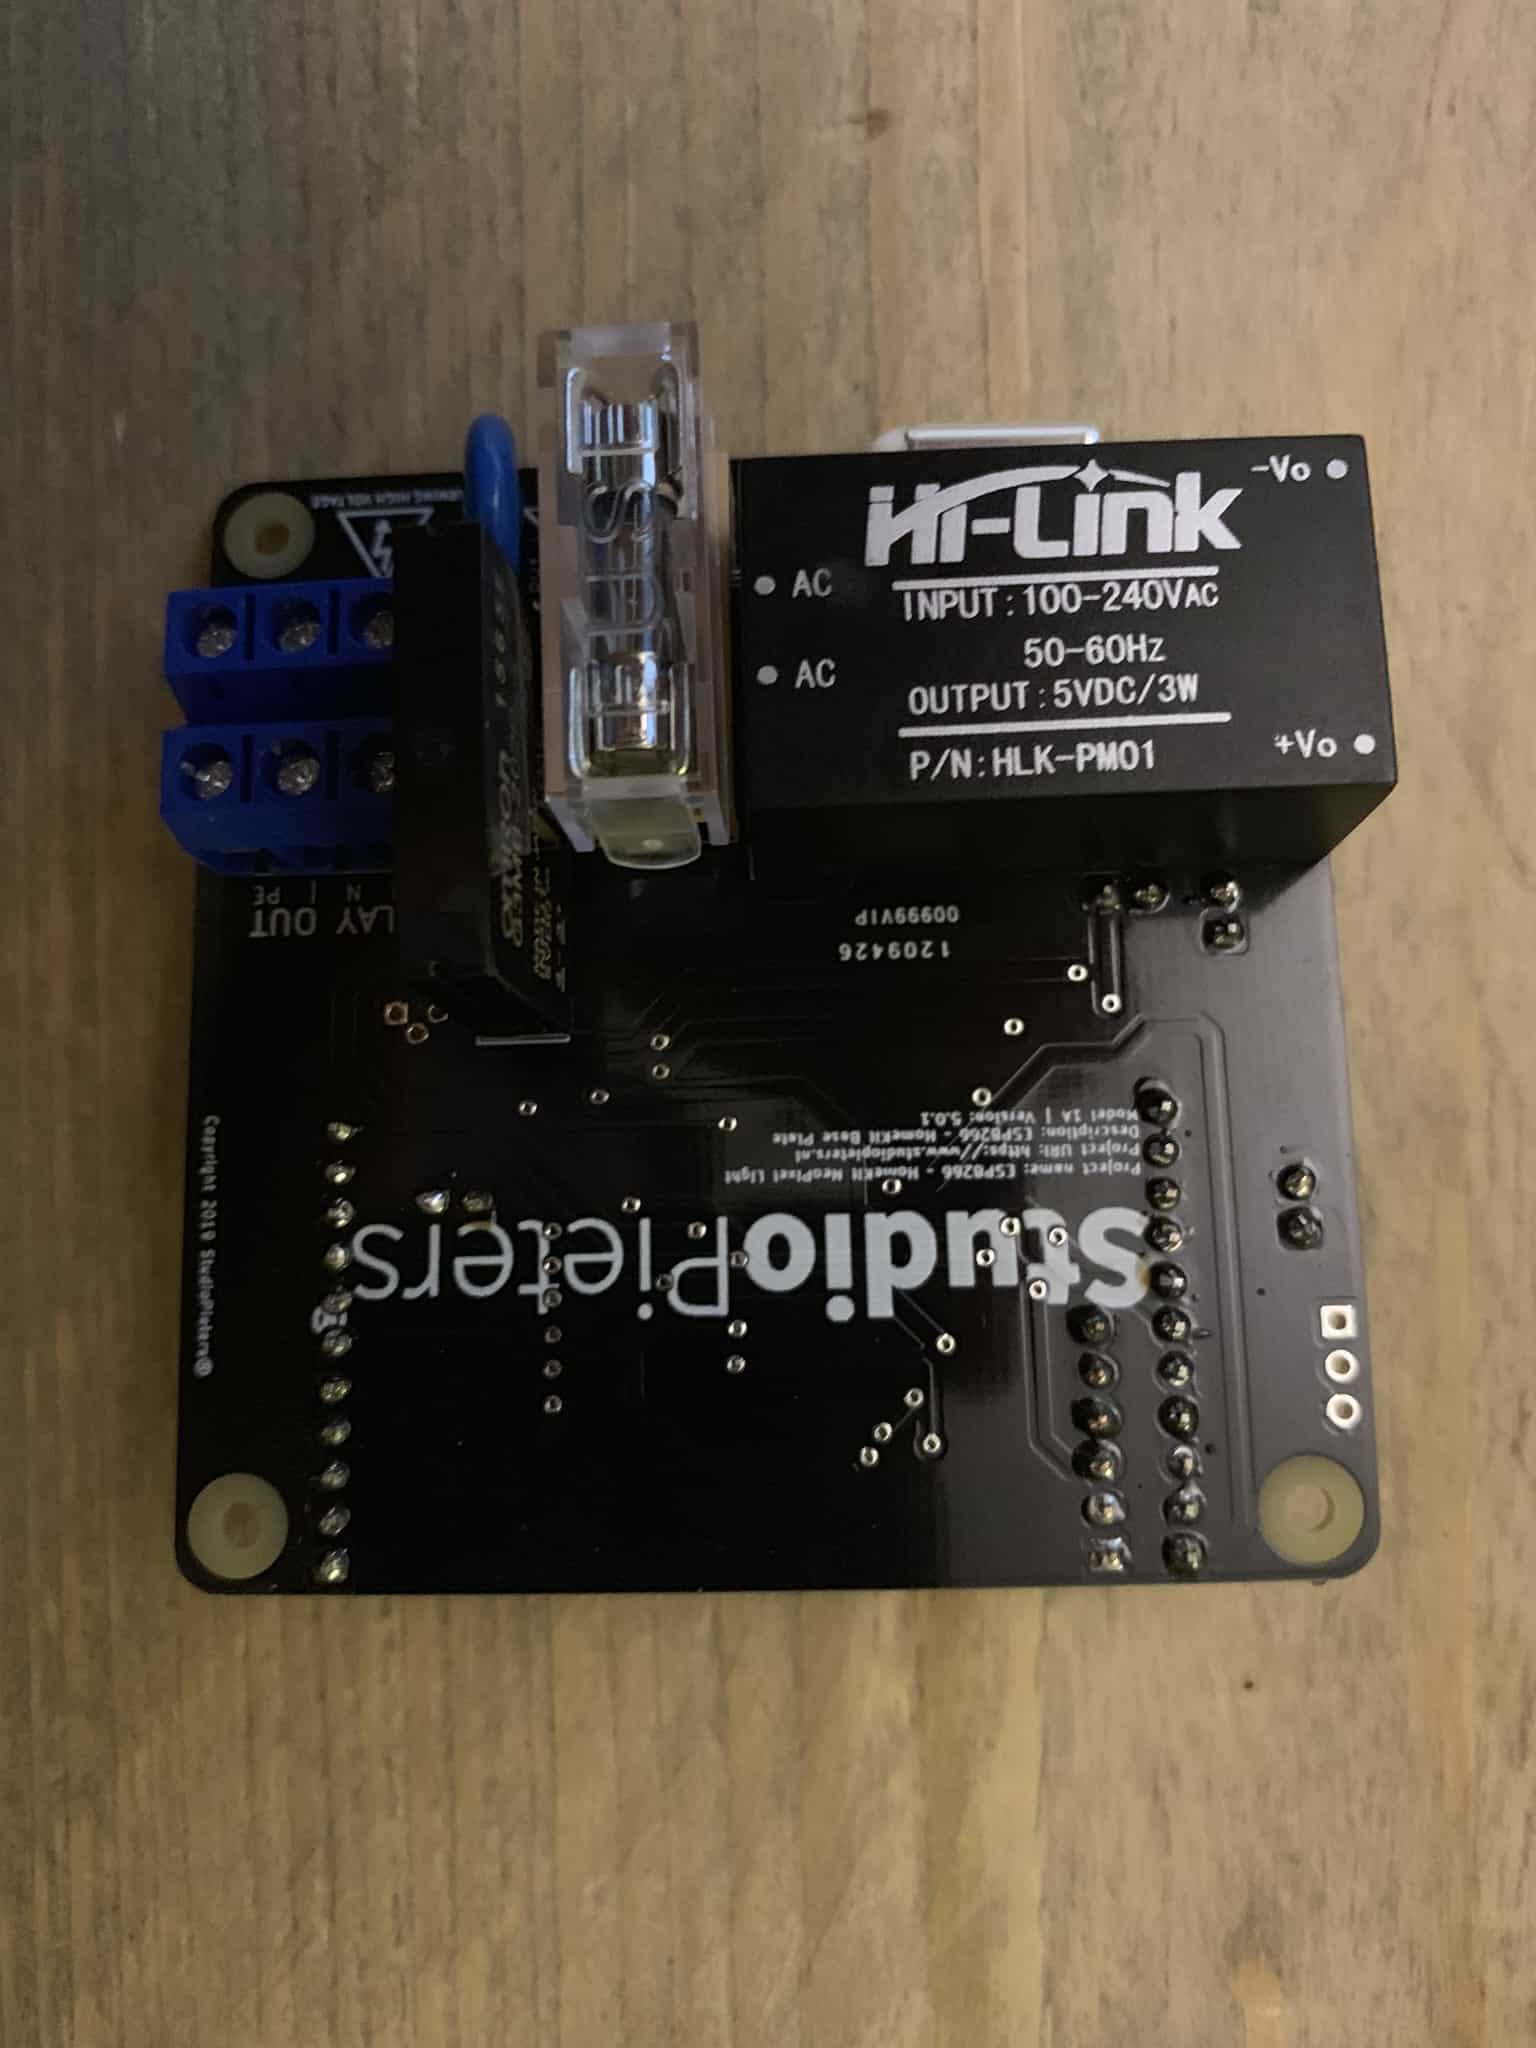 -Vo
+Vo
Hi-Link
INPUT:100-240VAC
50-60Hz
OUTPUT:5VDC/3W
P/N:HLK-PM01
AC
AC
1209426
00999VIP
StudioPieters
Project name: ESP8266 - HomeKit NeoPixel Light
Project URI: https://www.studiopieters.nl
Description: ESP8266 - HomeKit Base Plate
Model 1A | Version: 5.0.1
omron
OUT
N | PE
Copyright 2019 StudioPieters®